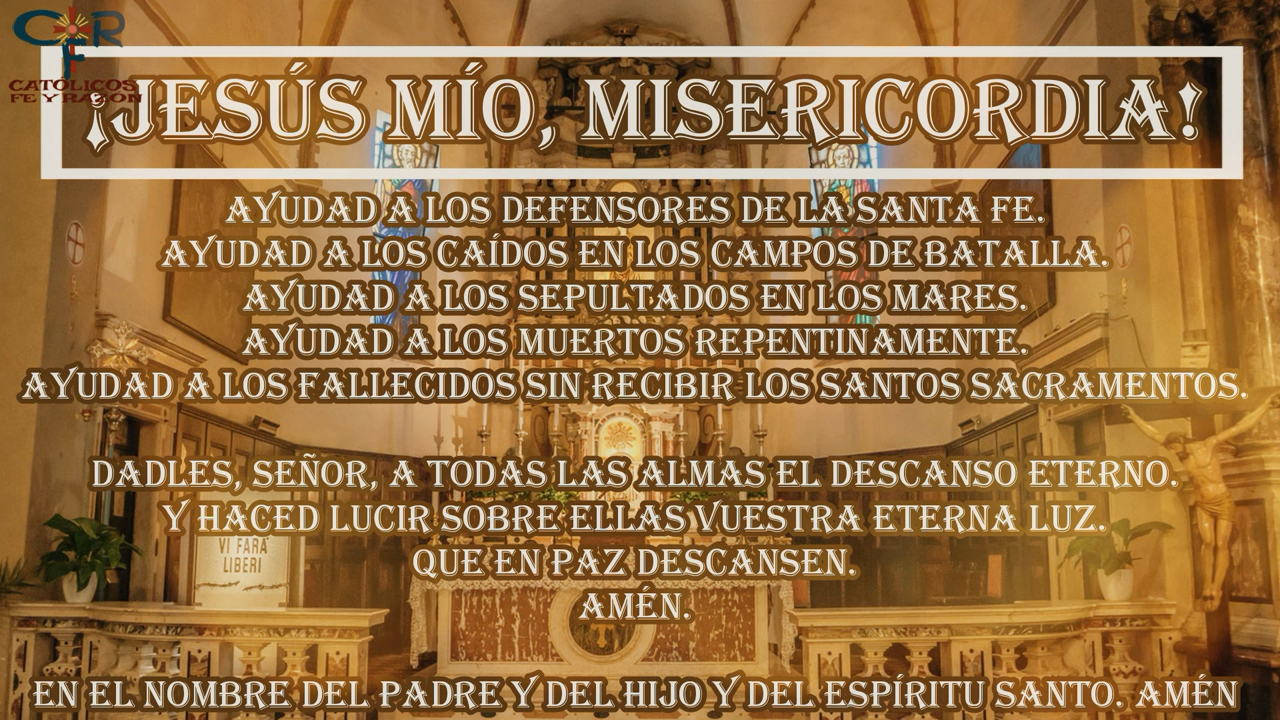 CFR
CATÓLICOS
FE Y RAZÓN
¡JESÚS MÍO, MISERICORDIA!
AYUDAD A LOS DEFENSORES DE LA SANTA FE.
AYUDAD A LOS CAÍDOS EN LOS CAMPOS DE BATALLA.
AYUDAD A LOS SEPULTADOS EN LOS MARES.
AYUDAD A LOS MUERTOS REPENTINAMENTE.
AYUDAD A LOS FALLECIDOS SIN RECIBIR LOS SANTOS SACRAMENTOS.
DADLES, SEÑOR, A TODAS LAS ALMAS EL DESCANSO ETERNO.
Y HACED LUCIR SOBRE ELLAS VUESTRA ETERNA LUZ.
QUE EN PAZ DESCANSEN.
AMÉN.
VI FARÀ
LIBERI
EN EL NOMBRE DEL PADRE Y DEL HIJO Y DEL ESPÍRITU SANTO. AMÉN